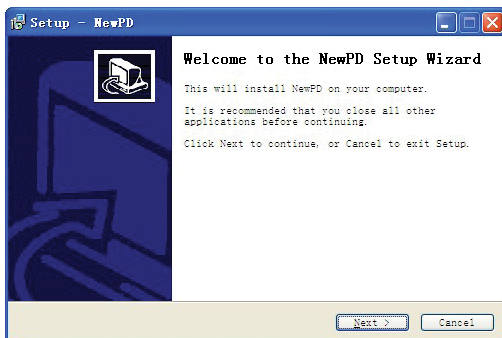 Setup - NewPD
Welcome to the NewPD Setup Wizard
This will install NewPD on your computer.
It is recommended that you close all other
applications before continuing.
Click Next to continue, or Cancel to exit Setup.
Next >
Cancel